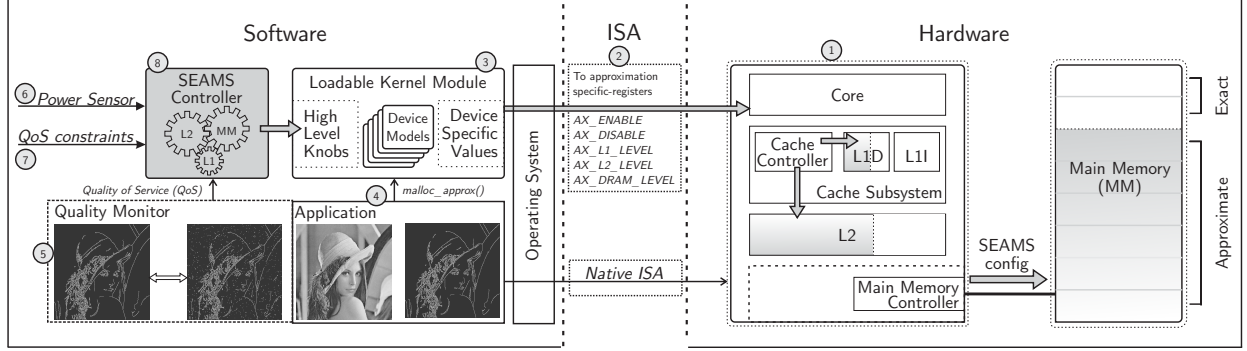 Software
ISA
Hardware
8
SEAMS
Controller
L2
MM
L1
6
Power Sensor
QoS constraints
7
3
Loadable Kernel Module
High
Level
Knobs
Device
Models
Device
Specific
Values
Quality of Service (QoS)
4
malloc_approx()
Quality Monitor
5
Application
Operating System
2
To approximation
specific-registers
AX_ENABLE
AX_DISABLE
AX_L1_LEVEL
AX_L2_LEVEL
AX_DRAM_LEVEL
Native ISA
1
Core
Cache
Controller
L1D
L1I
Cache Subsystem
L2
Main Memory
Controller
SEAMS
config
Main Memory
(MM)
Exact
Approximate